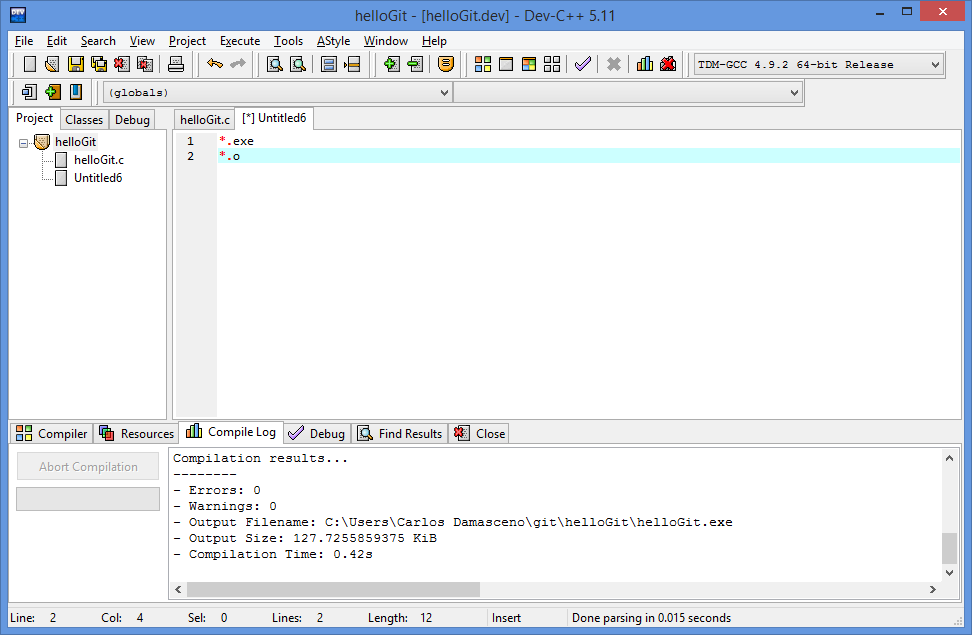 DEV
helloGit - [helloGit.dev] - Dev-C++ 5.11
File Edit Search View Project Execute Tools AStyle Window Help
TDM-GCC 4.9.2 64-bit Release
(globals)
Project Classes Debug
helloGit.c [*] Untitled6
helloGit
helloGit.c
Untitled6
1 *.exe
2 *.o
Compiler Resources Compile Log Debug Find Results Close
Abort Compilation
Compilation results...
--------
- Errors: 0
- Warnings: 0
- Output Filename: C:\Users\Carlos Damasceno\git\helloGit\helloGit.exe
- Output Size: 127.7255859375 KiB
- Compilation Time: 0.42s
Line: 2 Col: 4 Sel: 0 Lines: 2 Length: 12 Insert Done parsing in 0.015 seconds